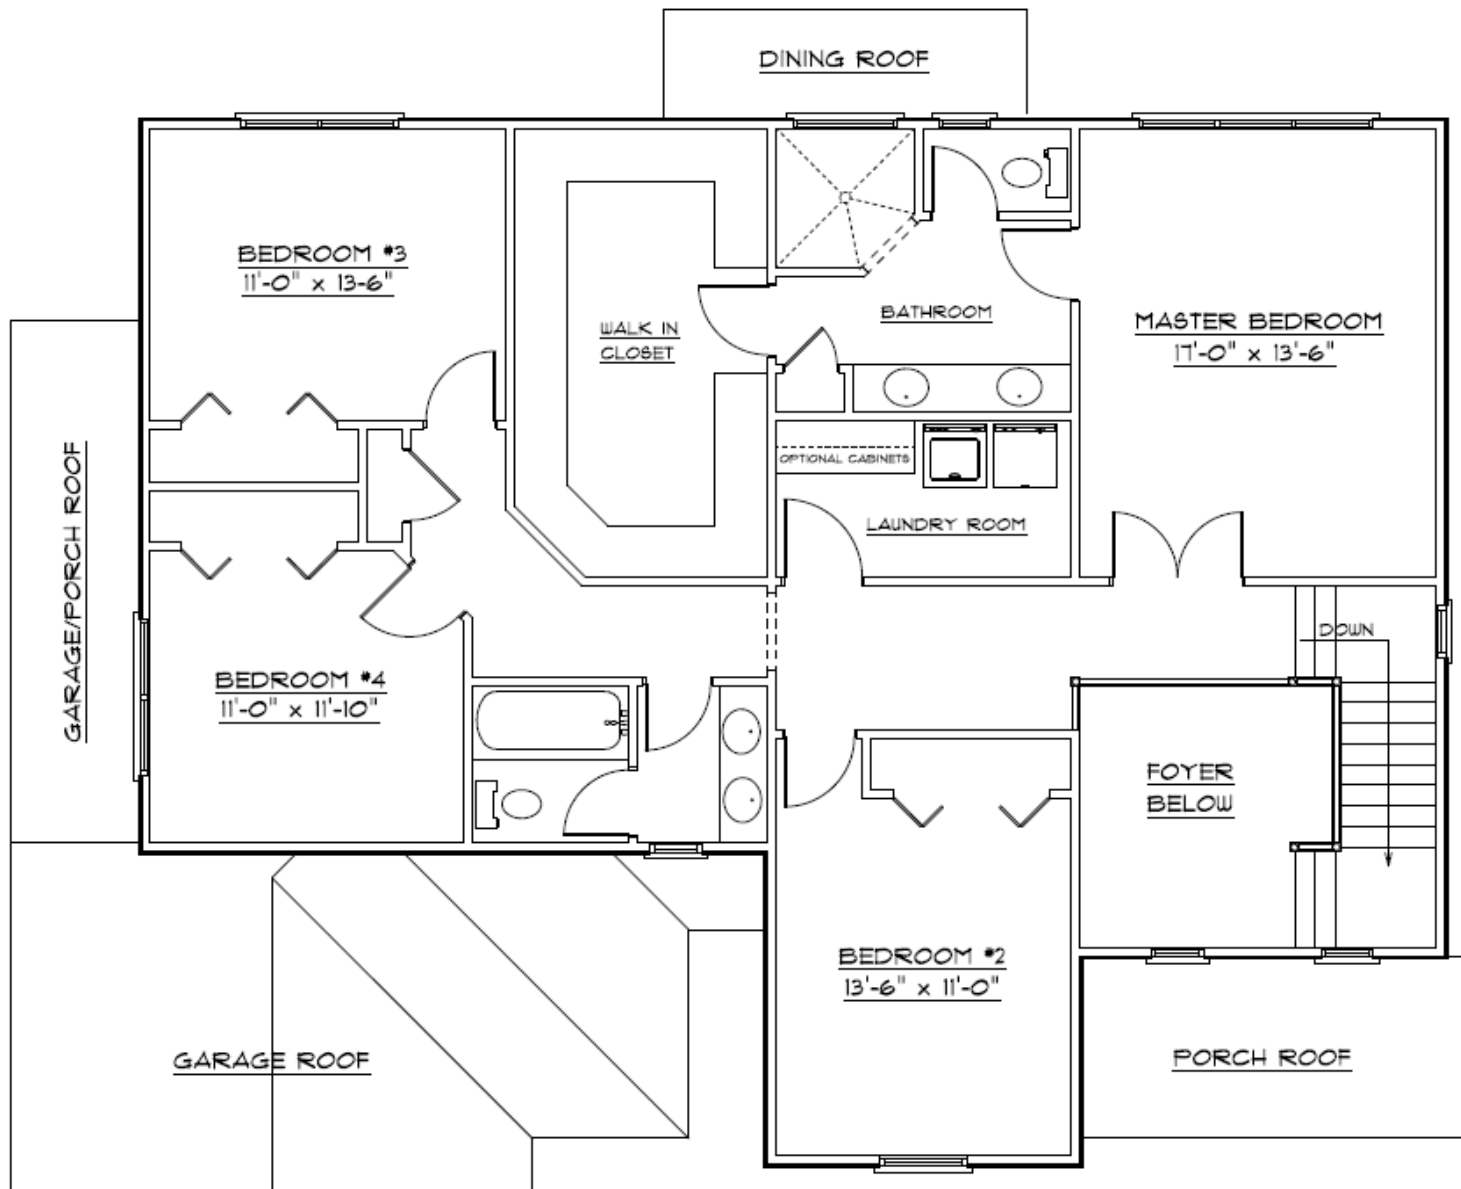 DINING ROOF
BEDROOM #3
11'-0" x 13-6"
WALK IN
CLOSET
BATHROOM
MASTER BEDROOM
17'-0" x 13'-6"
OPTIONAL CABINETS
LAUNDRY ROOM
GARAGE/PORCH ROOF
DOWN
BEDROOM #4
11'-0" x 11'-10"
FOYER
BELOW
BEDROOM #2
13'-6" x 11'-0"
GARAGE ROOF
PORCH ROOF